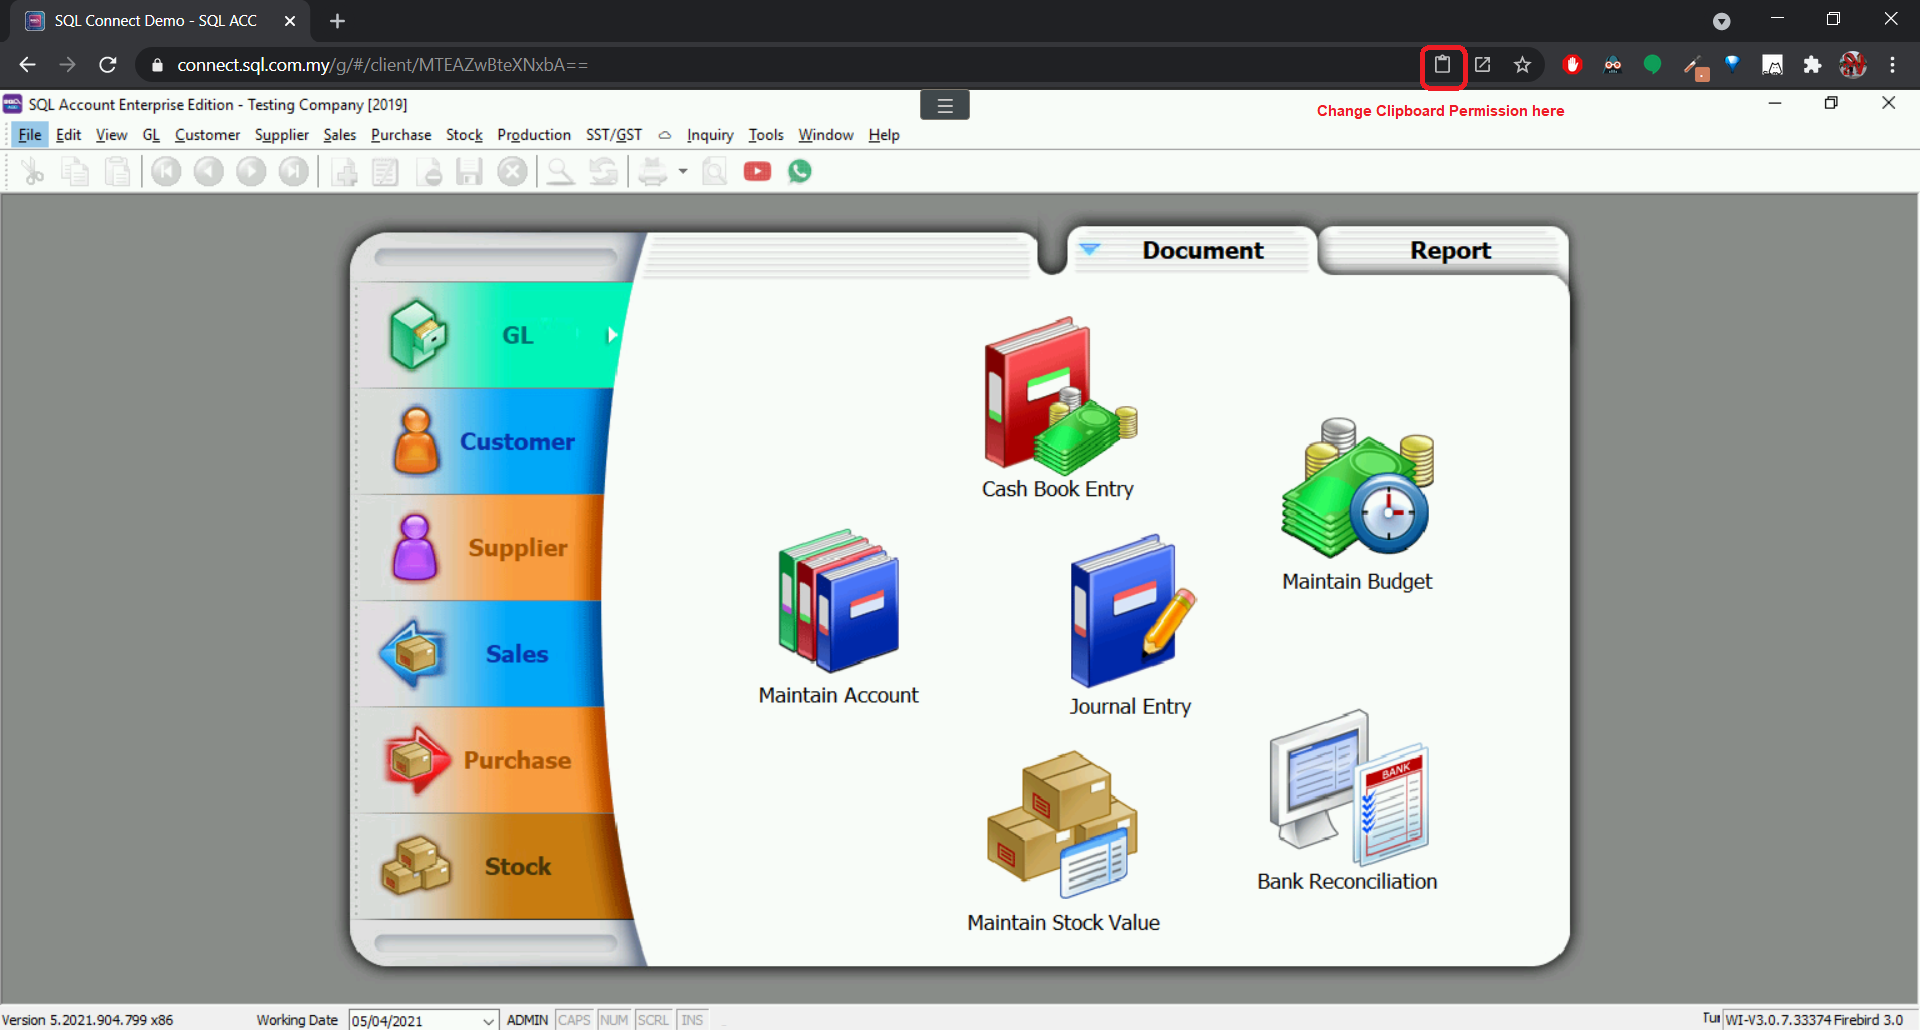 SQL Connect Demo - SQL ACC
connect.sql.com.my/g/#/client/MTEAZwBteXNxbA==
SQL Account Enterprise Edition - Testing Company [2019]
Change Clipboard Permission here
File Edit View GL Customer Supplier Sales Purchase Stock Production SST/GST Inquiry Tools Window Help
Document
Report
GL
Customer
Supplier
Sales
Purchase
Stock
Cash Book Entry
Maintain Budget
Maintain Account
Journal Entry
BANK
Bank Reconciliation
Maintain Stock Value
Version 5.2021.904.799 x86 Working Date 05/04/2021 ADMIN CAPS NUM SCRL INS WI-V3.0.7.33374 Firebird 3.0